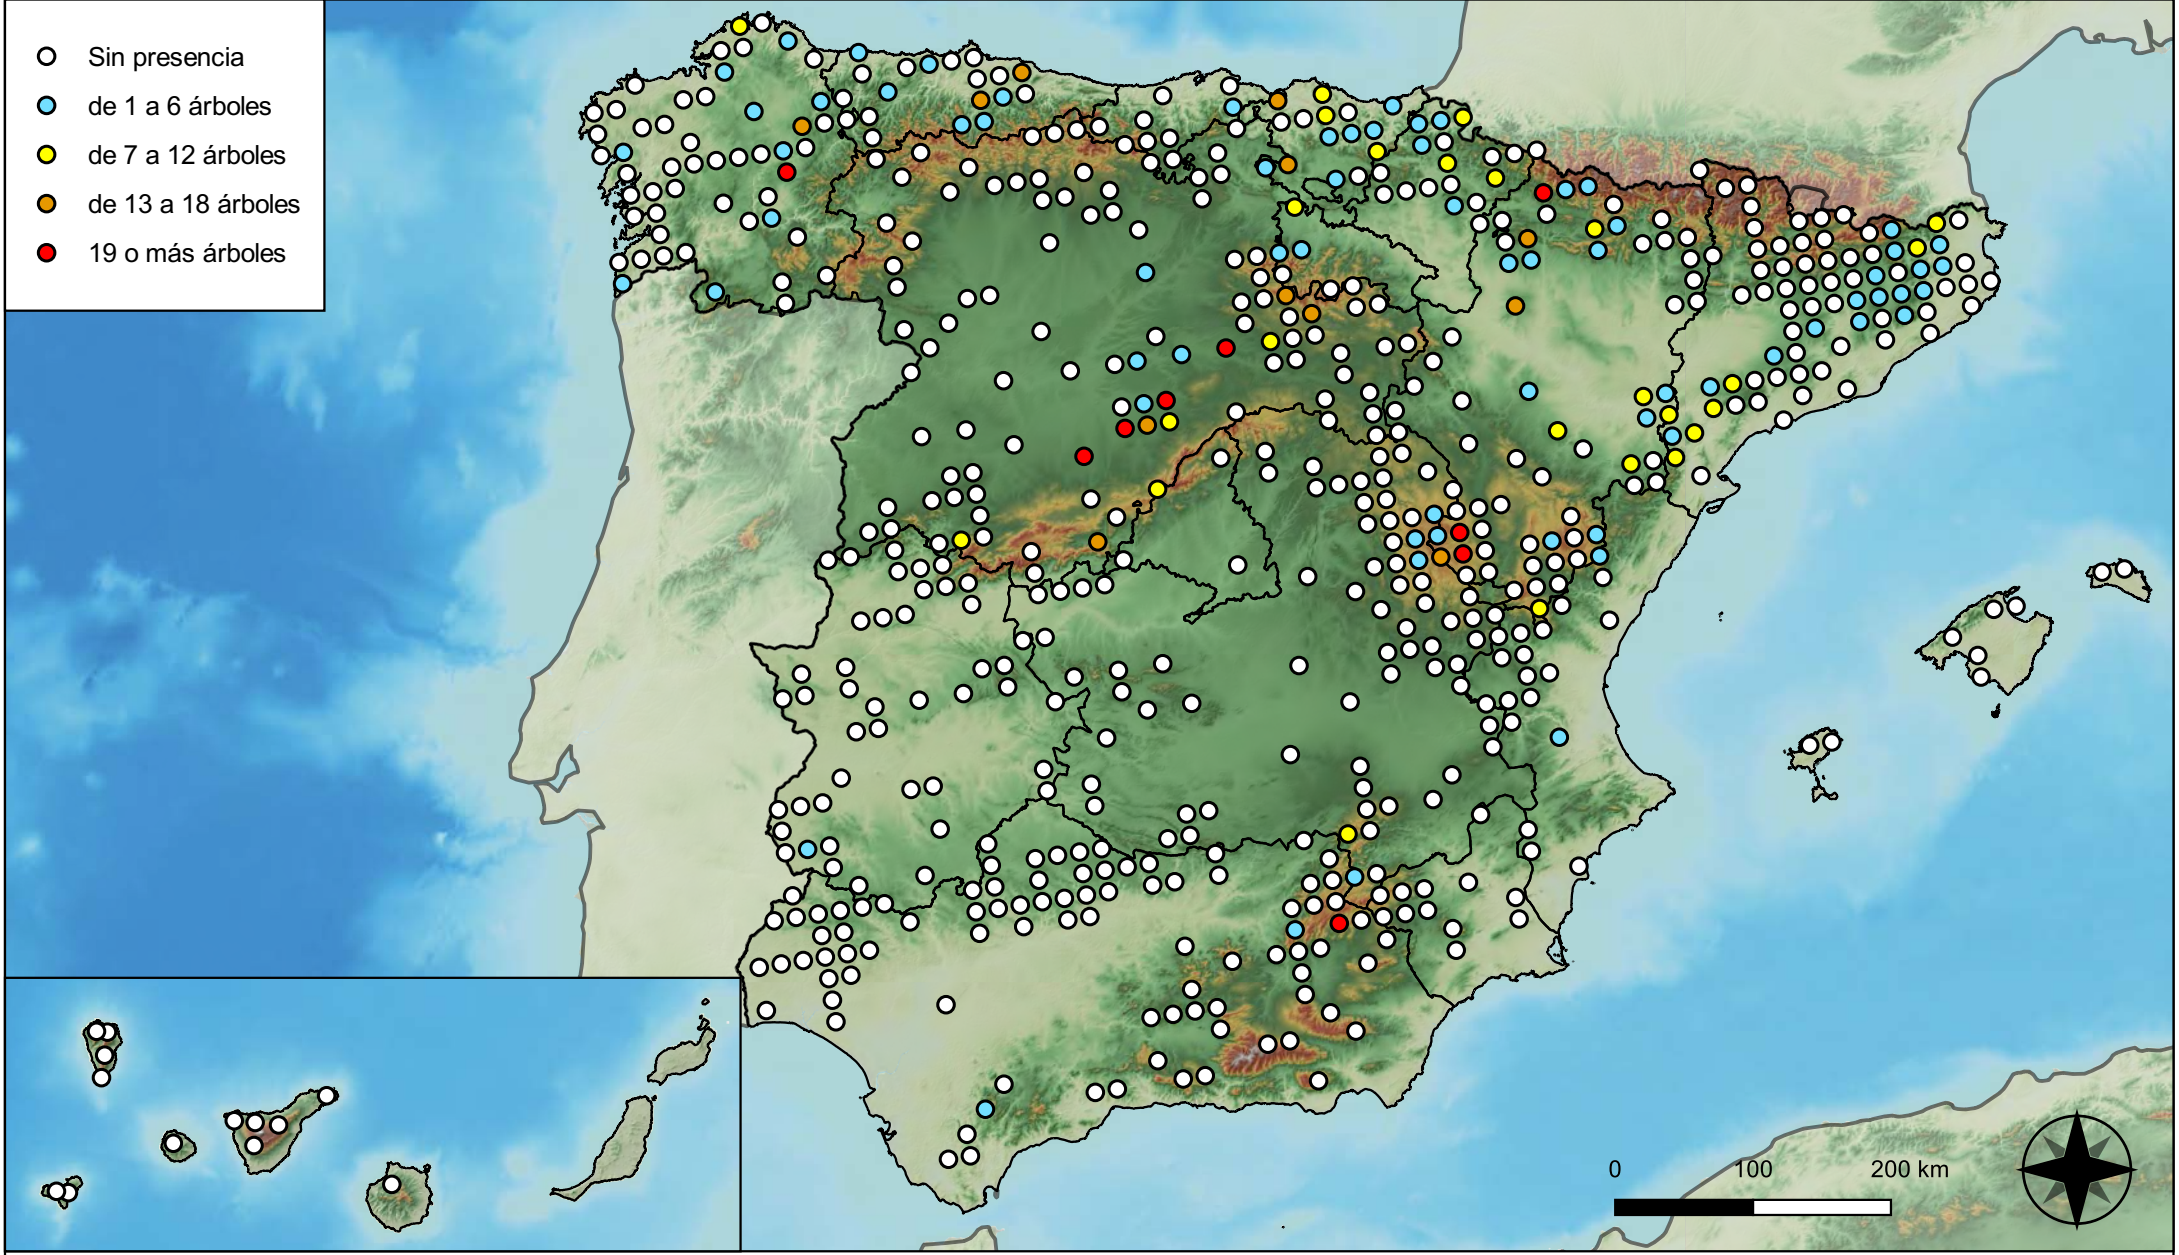 Sin presencia
de 1 a 6 árboles
de 7 a 12 árboles
de 13 a 18 árboles
19 o más árboles
0 100 200 km